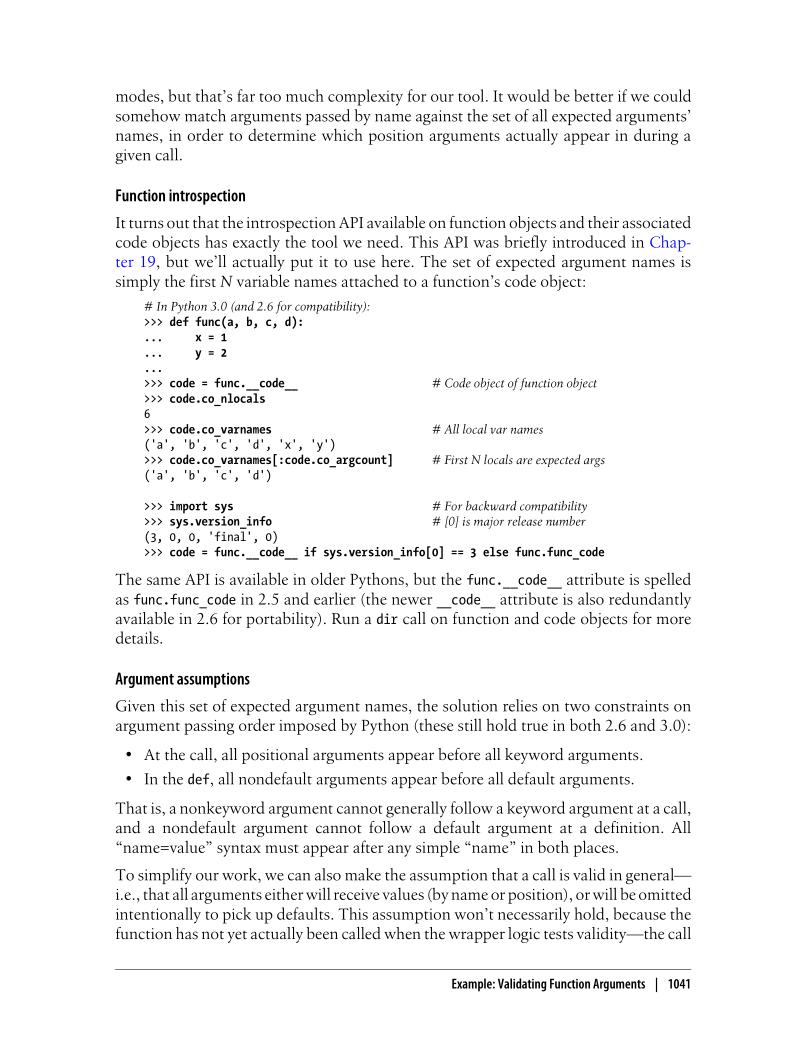 modes, but that's far too much complexity for our tool. It would be better if we could
somehow match arguments passed by name against the set of all expected arguments'
names, in order to determine which position arguments actually appear in during a
given call.
Function introspection
It turns out that the introspection API available on function objects and their associated
code objects has exactly the tool we need. This API was briefly introduced in Chap-
ter 19, but we'll actually put it to use here. The set of expected argument names is
simply the first N variable names attached to a function's code object:
# In Python 3.0 (and 2.6 for compatibility):
>>> def func(a, b, c, d):
...     x = 1
...     y = 2
...
>>> code = func.__code__ # Code object of function object
>>> code.co_nlocals
6
>>> code.co_varnames # All local var names
('a', 'b', 'c', 'd', 'x', 'y')
>>> code.co_varnames[:code.co_argcount] # First N locals are expected args
('a', 'b', 'c', 'd')
>>> import sys # For backward compatibility
>>> sys.version_info # [0] is major release number
(3, 0, 0, 'final', 0)
>>> code = func.__code__ if sys.version_info[0] == 3 else func.func_code
The same API is available in older Pythons, but the func.__code__ attribute is spelled
as func.func_code in 2.5 and earlier (the newer __code__ attribute is also redundantly
available in 2.6 for portability). Run a dir call on function and code objects for more
details.
Argument assumptions
Given this set of expected argument names, the solution relies on two constraints on
argument passing order imposed by Python (these still hold true in both 2.6 and 3.0):
• At the call, all positional arguments appear before all keyword arguments.
• In the def, all nondefault arguments appear before all default arguments.
That is, a nonkeyword argument cannot generally follow a keyword argument at a call,
and a nondefault argument cannot follow a default argument at a definition. All
“name=value” syntax must appear after any simple “name” in both places.
To simplify our work, we can also make the assumption that a call is valid in general—
i.e., that all arguments either will receive values (by name or position), or will be omitted
intentionally to pick up defaults. This assumption won't necessarily hold, because the
function has not yet actually been called when the wrapper logic tests validity—the call
Example: Validating Function Arguments | 1041